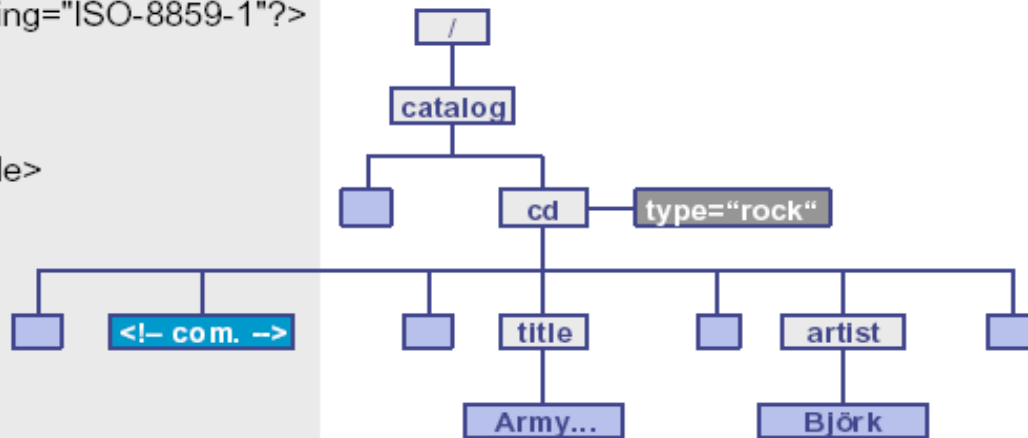 ing="ISO-8859-1"?>
/
catalog
le>
cd
type=“rock“
<!– com. –>
title
artist
Army...
Björk